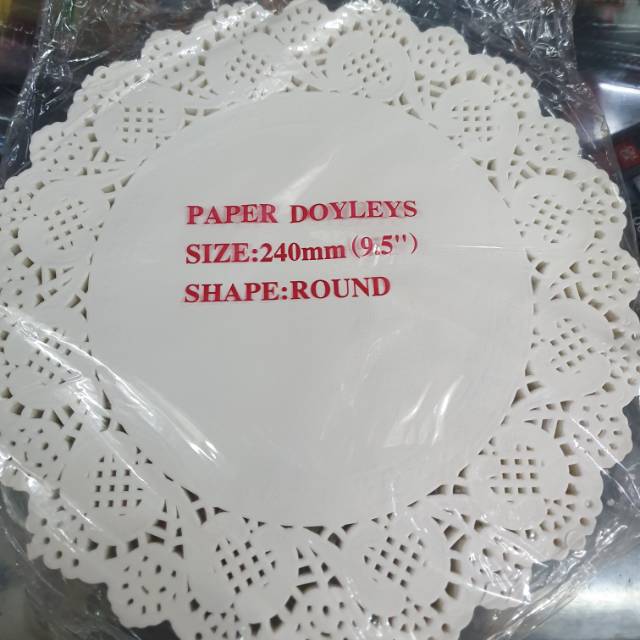 PAPER DOYLEYS
SIZE:240mm (9.5")
SHAPE:ROUND